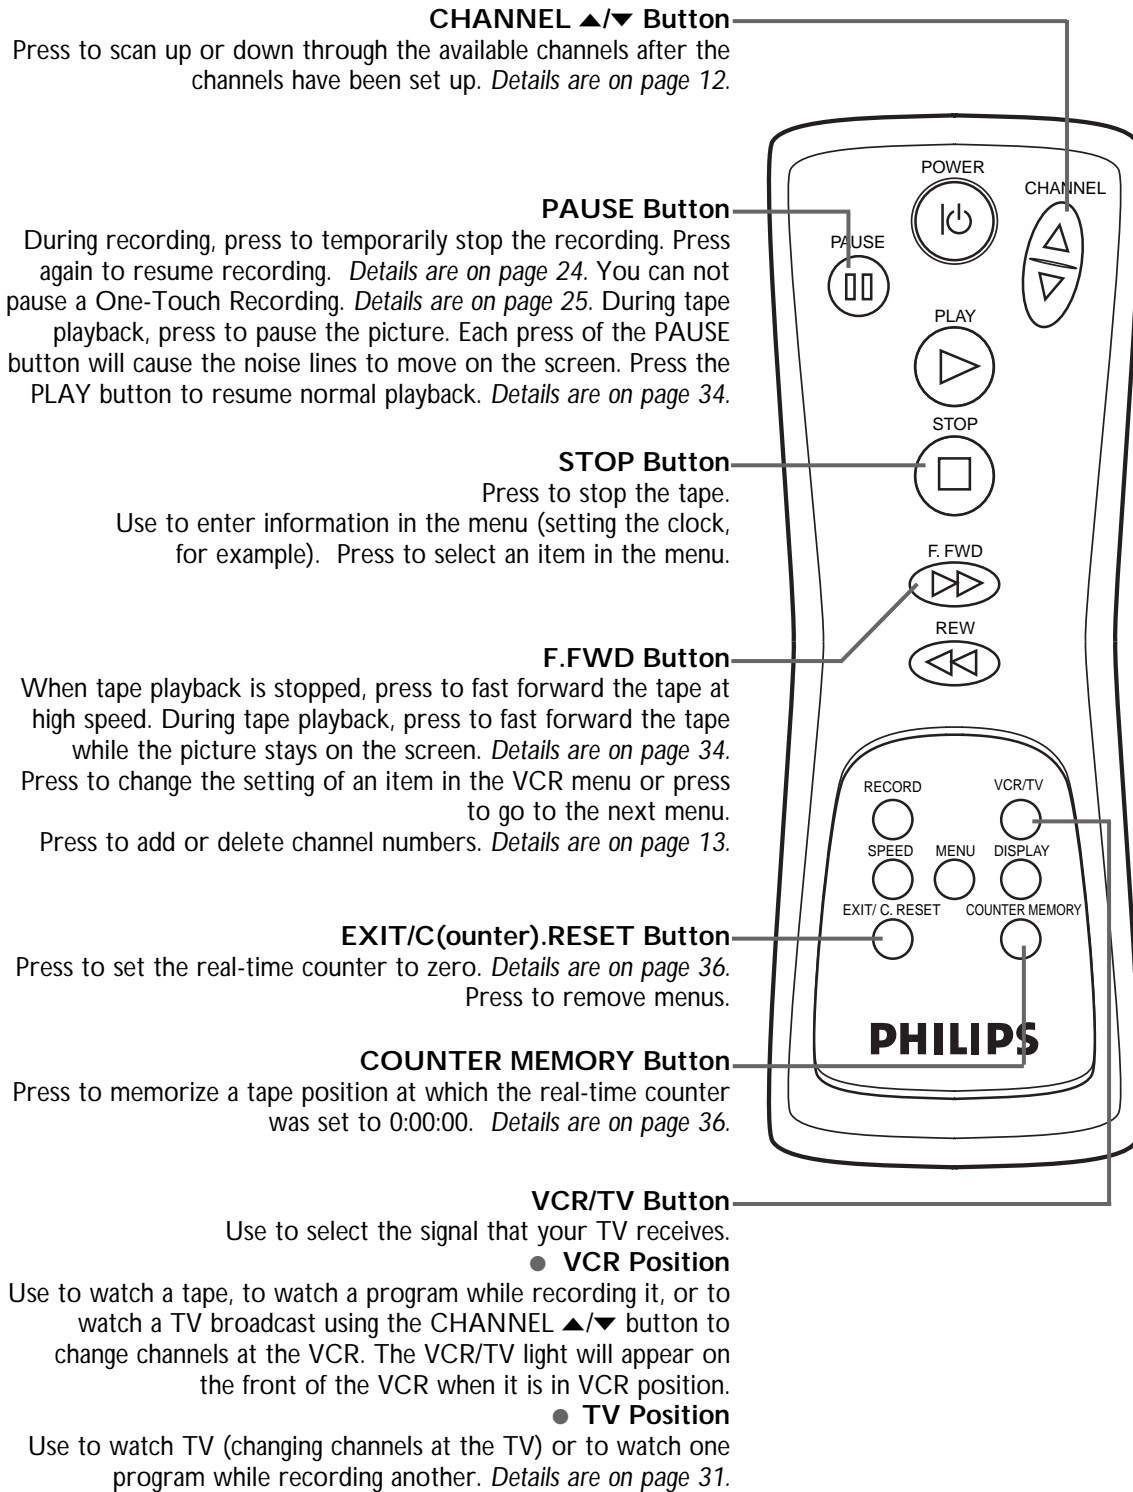 CHANNEL ▲/▼ Button
Press to scan up or down through the available channels after the
channels have been set up. Details are on page 12.
PAUSE Button
During recording, press to temporarily stop the recording. Press
again to resume recording. Details are on page 24. You can not
pause a One-Touch Recording. Details are on page 25. During tape
playback, press to pause the picture. Each press of the PAUSE
button will cause the noise lines to move on the screen. Press the
PLAY button to resume normal playback. Details are on page 34.
STOP Button
Press to stop the tape.
Use to enter information in the menu (setting the clock,
for example). Press to select an item in the menu.
F.FWD Button
When tape playback is stopped, press to fast forward the tape at
high speed. During tape playback, press to fast forward the tape
while the picture stays on the screen. Details are on page 34.
Press to change the setting of an item in the VCR menu or press
to go to the next menu.
Press to add or delete channel numbers. Details are on page 13.
EXIT/C(ounter).RESET Button
Press to set the real-time counter to zero. Details are on page 36.
Press to remove menus.
COUNTER MEMORY Button
Press to memorize a tape position at which the real-time counter
was set to 0:00:00. Details are on page 36.
VCR/TV Button
Use to select the signal that your TV receives.
● VCR Position
Use to watch a tape, to watch a program while recording it, or to
watch a TV broadcast using the CHANNEL ▲/▼ button to
change channels at the VCR. The VCR/TV light will appear on
the front of the VCR when it is in VCR position.
● TV Position
Use to watch TV (changing channels at the TV) or to watch one
program while recording another. Details are on page 31.
POWER
CHANNEL
PAUSE
PLAY
STOP
F. FWD
REW
RECORD
VCR/TV
SPEED
MENU
DISPLAY
EXIT/ C. RESET
COUNTER MEMORY
PHILIPS